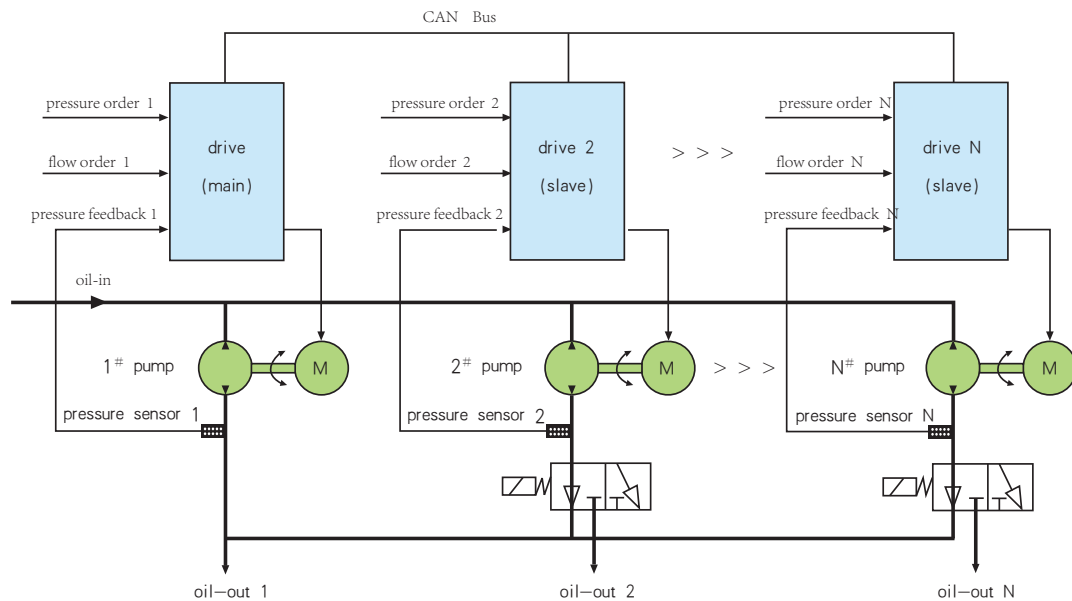 CAN Bus
pressure order 1
pressure order 2
pressure order N
drive
(main)
drive 2
(slave)
> > >
drive N
(slave)
flow order 1
flow order 2
flow order N
pressure feedback 1
pressure feedback 2
pressure feedback N
oil-in
1# pump
M
2# pump
M
> > >
N# pump
M
pressure sensor 1
pressure sensor 2
pressure sensor N
oil-out 1
oil-out 2
oil-out N